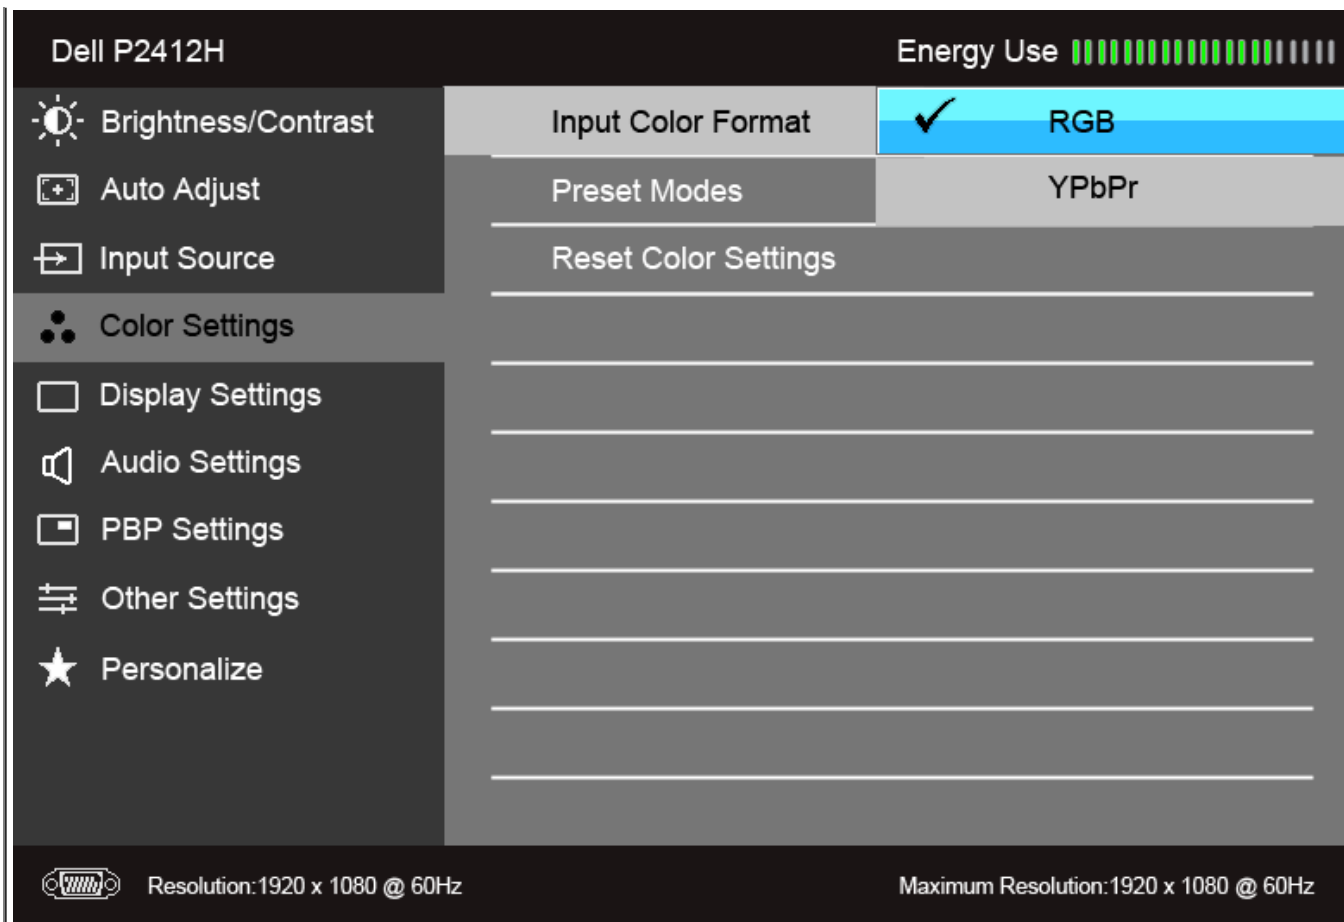 Dell P2412H Energy Use
Brightness/Contrast Input Color Format RGB
Auto Adjust Preset Modes YPbPr
Input Source Reset Color Settings
Color Settings
Display Settings
Audio Settings
PBP Settings
Other Settings
Personalize
Resolution:1920 x 1080 @ 60Hz Maximum Resolution:1920 x 1080 @ 60Hz